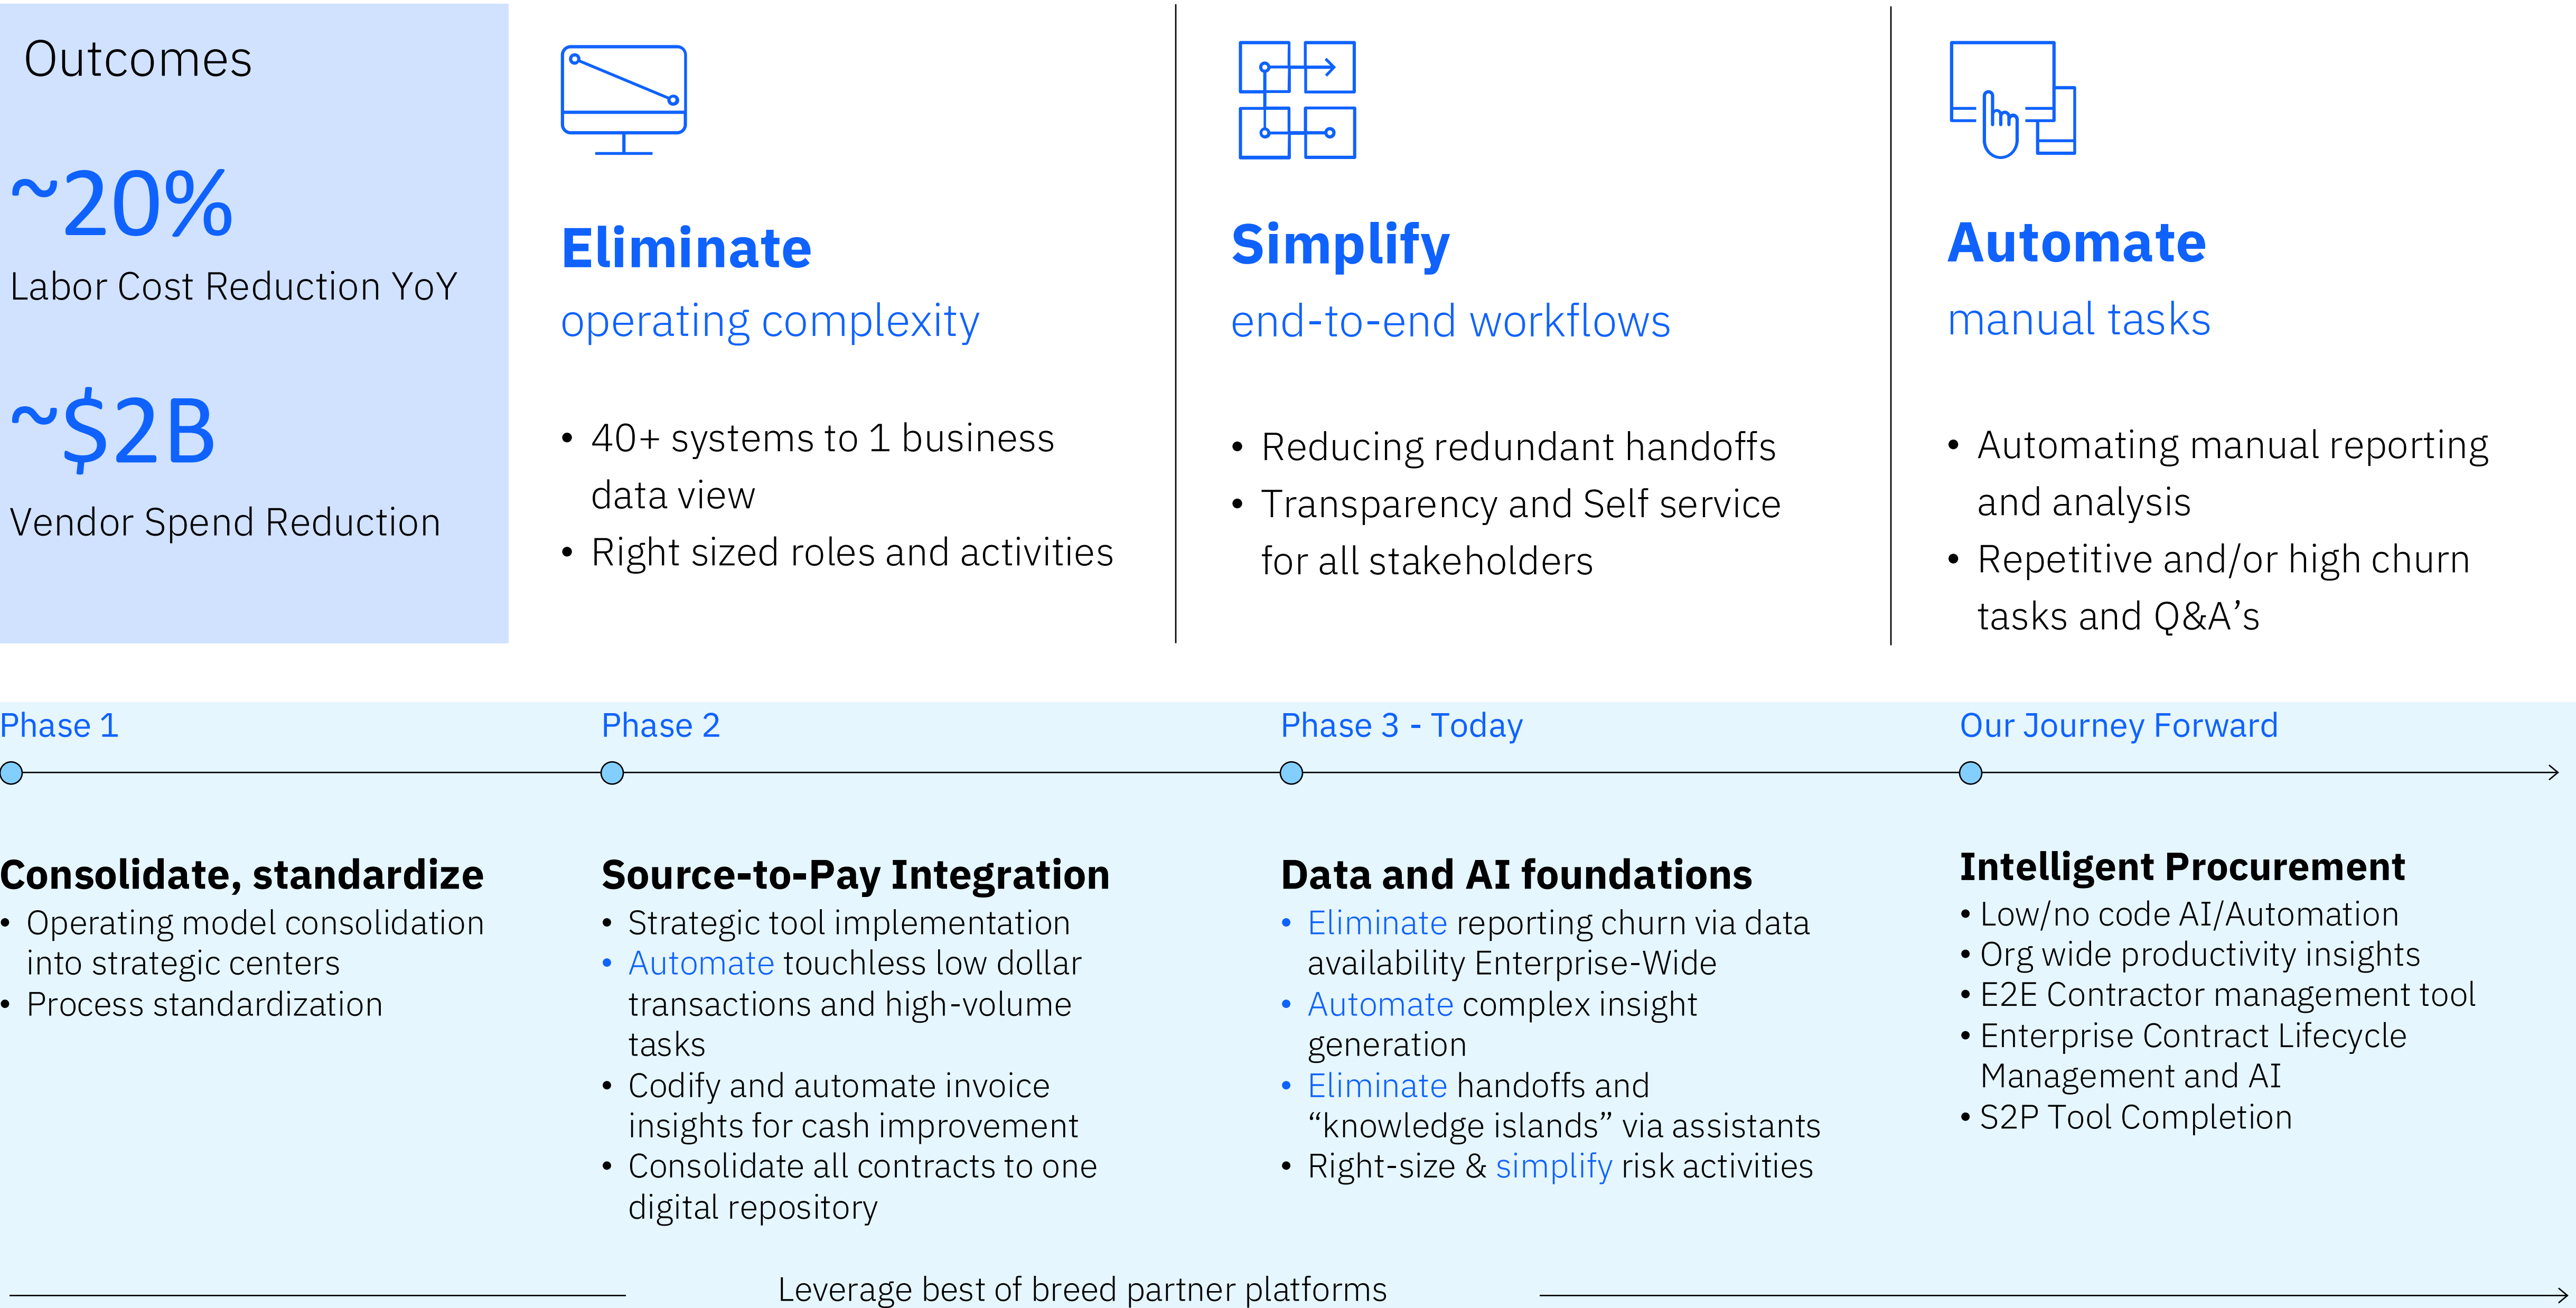 Outcomes
~20%
Labor Cost Reduction YoY
~$2B
Vendor Spend Reduction
Eliminate
operating complexity
• 40+ systems to 1 business
data view
• Right sized roles and activities
Simplify
end-to-end workflows
• Reducing redundant handoffs
• Transparency and Self service
for all stakeholders
Automate
manual tasks
• Automating manual reporting
and analysis
• Repetitive and/or high churn
tasks and Q&A’s
Phase 1
Consolidate, standardize
• Operating model consolidation
into strategic centers
• Process standardization
Phase 2
Source-to-Pay Integration
• Strategic tool implementation
• Automate touchless low dollar
transactions and high-volume
tasks
• Codify and automate invoice
insights for cash improvement
• Consolidate all contracts to one
digital repository
Phase 3 - Today
Data and AI foundations
• Eliminate reporting churn via data
availability Enterprise-Wide
• Automate complex insight
generation
• Eliminate handoffs and
“knowledge islands” via assistants
• Right-size & simplify risk activities
Our Journey Forward
Intelligent Procurement
• Low/no code AI/Automation
• Org wide productivity insights
• E2E Contractor management tool
• Enterprise Contract Lifecycle
Management and AI
• S2P Tool Completion
Leverage best of breed partner platforms